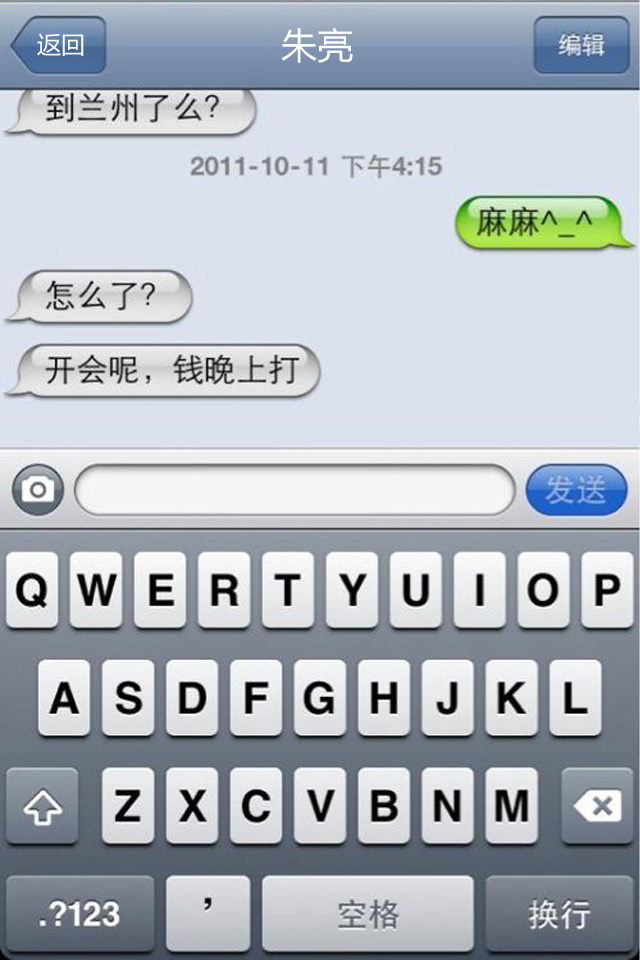 返回 朱亮 编辑
到兰州了么?
2011-10-11 下午4:15
麻麻^_^
怎么了?
开会呢，钱晚上打
发送
Q W E R T Y U I O P
A S D F G H J K L
Z X C V B N M
.?123 , 空格 换行